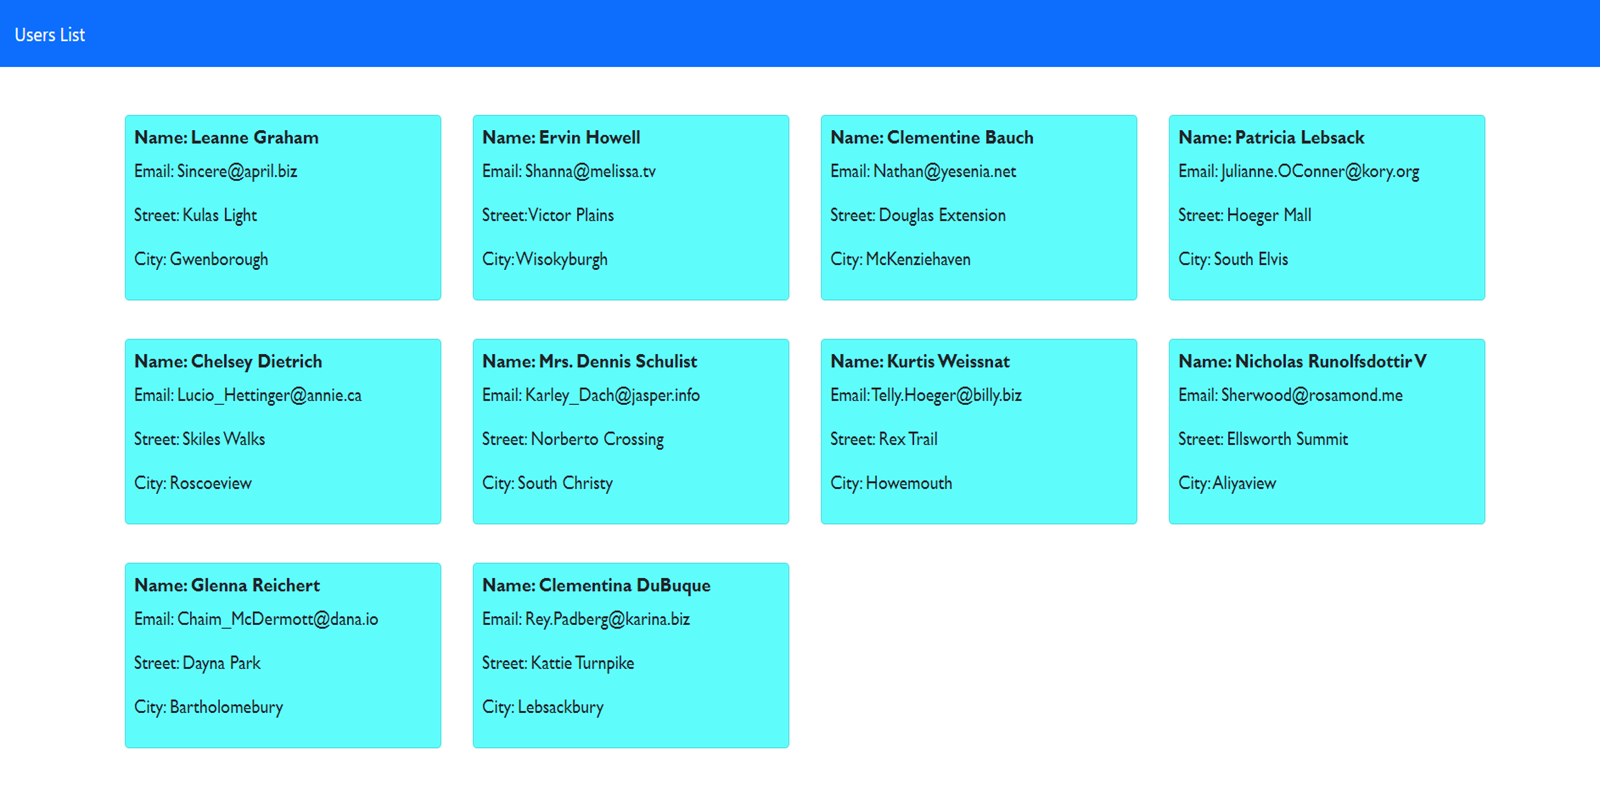 Users List
Name: Leanne Graham
Email: Sincere@april.biz
Street: Kulas Light
City: Gwenborough
Name: Ervin Howell
Email: Shanna@melissa.tv
Street: Victor Plains
City: Wisokyburgh
Name: Clementine Bauch
Email: Nathan@yesenia.net
Street: Douglas Extension
City: McKenziehaven
Name: Patricia Lebsack
Email: Julianne.OConner@kory.org
Street: Hoeger Mall
City: South Elvis
Name: Chelsey Dietrich
Email: Lucio_Hettinger@annie.ca
Street: Skiles Walks
City: Roscoeview
Name: Mrs. Dennis Schulist
Email: Karley_Dach@jasper.info
Street: Norberto Crossing
City: South Christy
Name: Kurtis Weissnat
Email: Telly.Hoeger@billy.biz
Street: Rex Trail
City: Howemouth
Name: Nicholas Runolfsdottir V
Email: Sherwood@rosamond.me
Street: Ellsworth Summit
City: Aliyaview
Name: Glenna Reichert
Email: Chaim_McDermott@dana.io
Street: Dayna Park
City: Bartholomebury
Name: Clementina DuBuque
Email: Rey.Padberg@karina.biz
Street: Kattie Turnpike
City: Lebsackbury